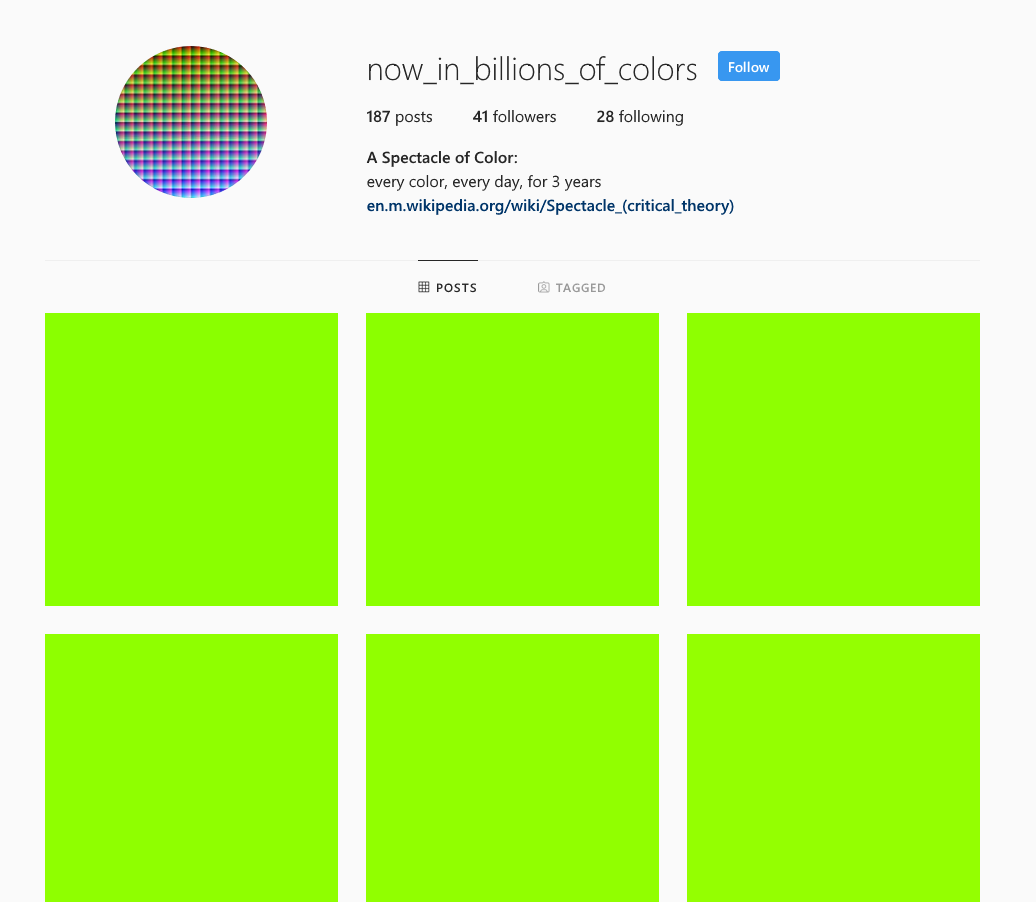 now_in_billions_of_colors Follow
187 posts 41 followers 28 following
A Spectacle of Color:
every color, every day, for 3 years
en.m.wikipedia.org/wiki/Spectacle_(critical_theory)
POSTS TAGGED